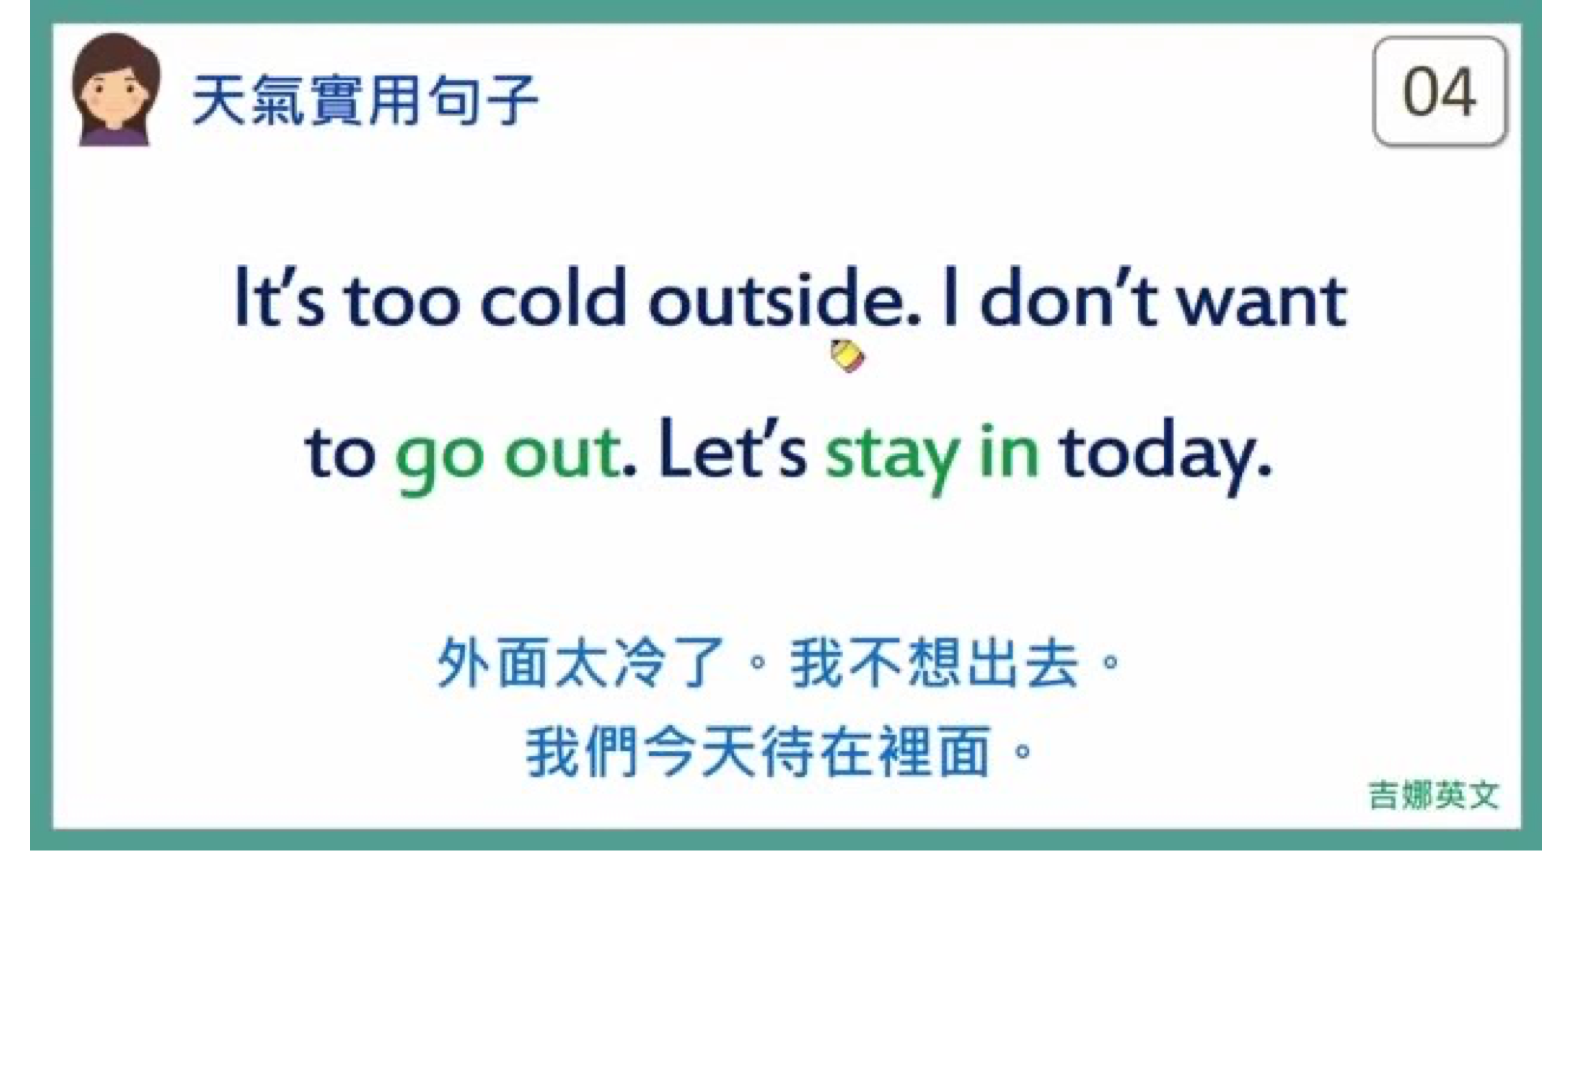 天氣實用句子
04
It's too cold outside. I don't want
to go out. Let's stay in today.
外面太冷了。我不想出去。
我們今天待在裡面。
吉娜英文